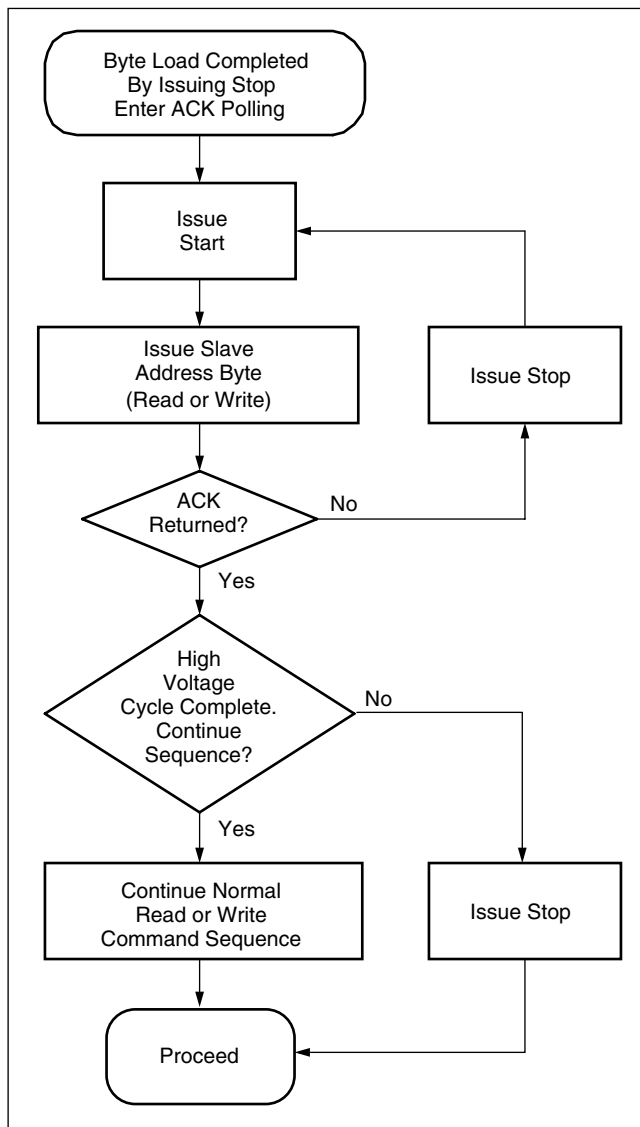 Byte Load Completed
By Issuing Stop
Enter ACK Polling
Issue
Start
Issue Slave
Address Byte
(Read or Write)
Issue Stop
ACK
Returned?
No
Yes
High
Voltage
Cycle Complete.
Continue
Sequence?
No
Yes
Continue Normal
Read or Write
Command Sequence
Issue Stop
Proceed